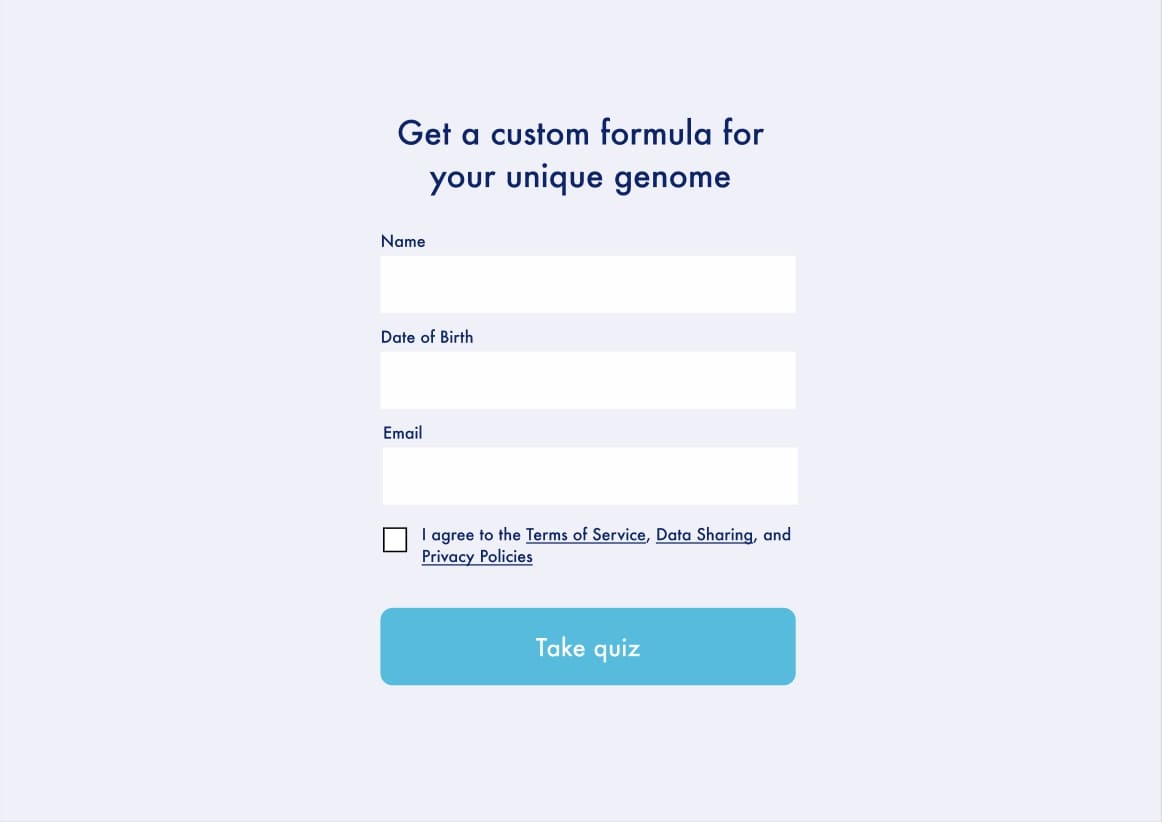 Get a custom formula for
your unique genome
Name
Date of Birth
Email
I agree to the Terms of Service, Data Sharing, and
Privacy Policies
Take quiz